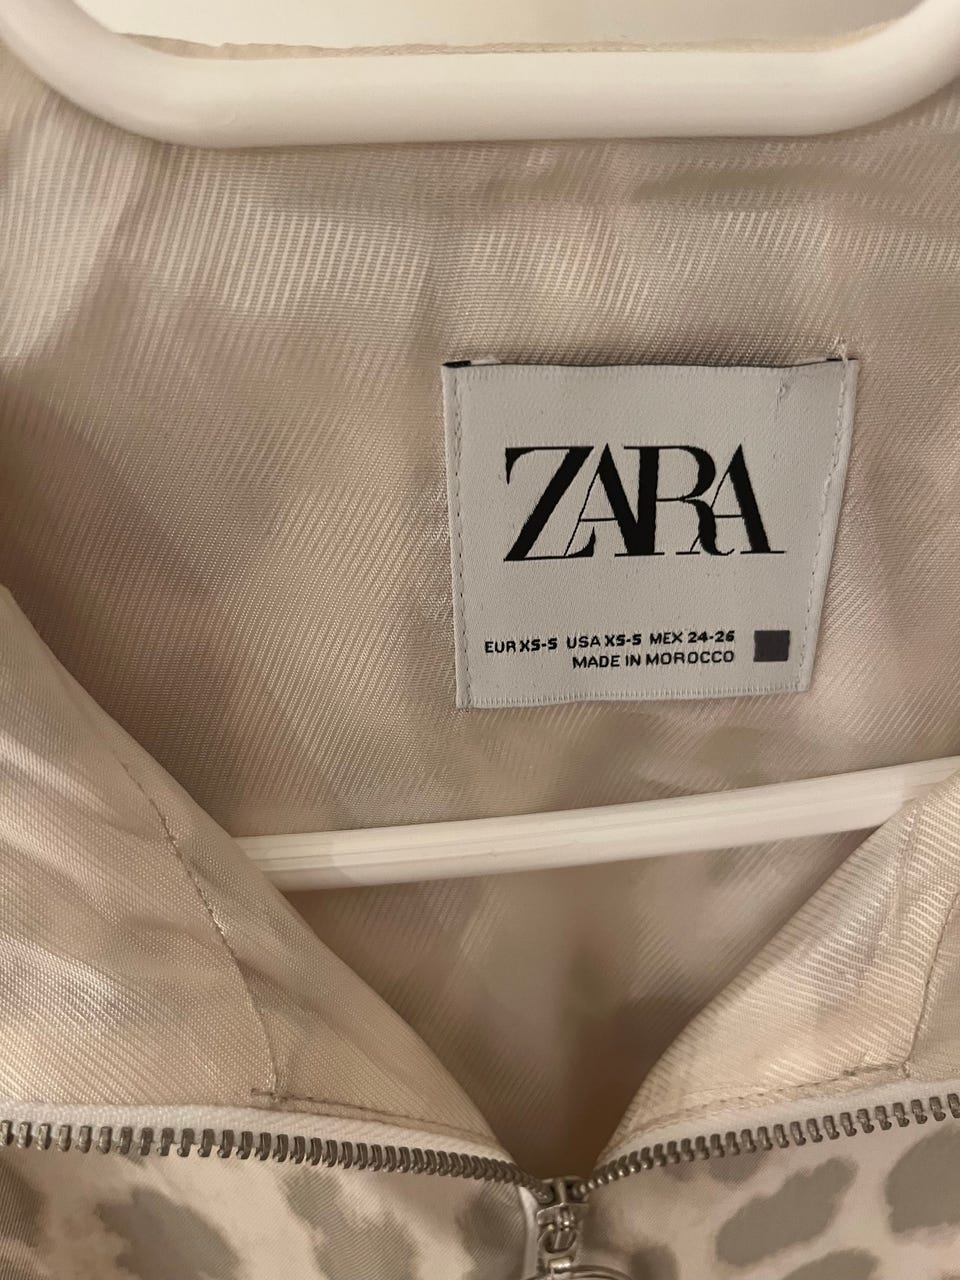 ZARA
EUR XS-S USA XS-S MEX 24-26
MADE IN MOROCCO